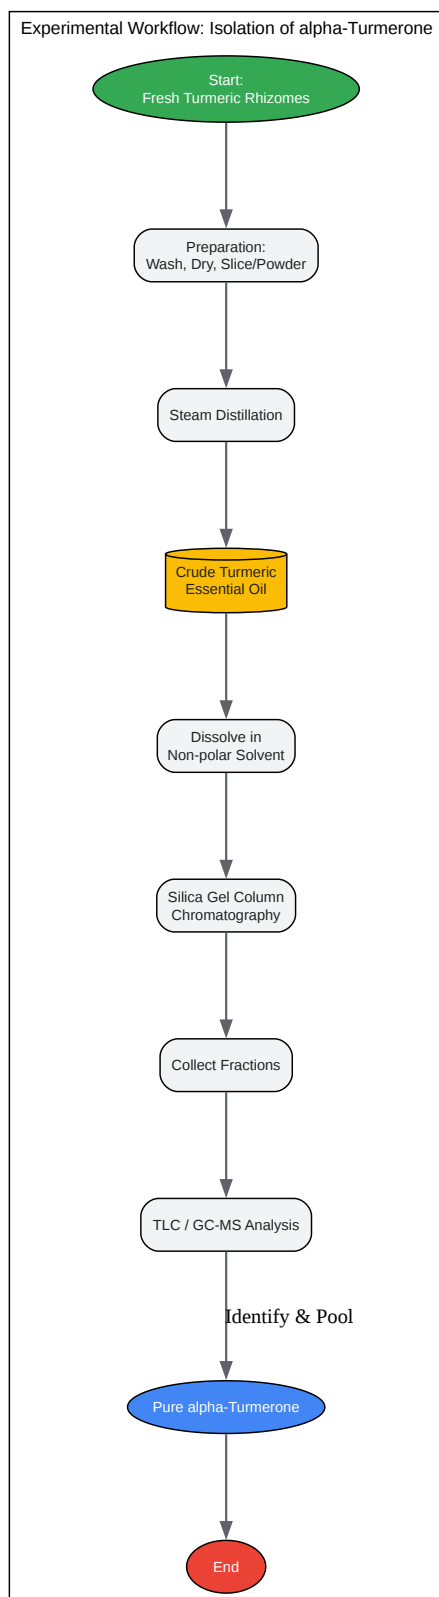 Experimental Workflow: Isolation of alpha-Turmerone
Start:
Fresh Turmeric Rhizomes
Preparation:
Wash, Dry, Slice/Powder
Steam Distillation
Crude Turmeric
Essential Oil
Dissolve in
Non-polar Solvent
Silica Gel Column
Chromatography
Collect Fractions
TLC / GC-MS Analysis
Identify & Pool
Pure alpha-Turmerone
End